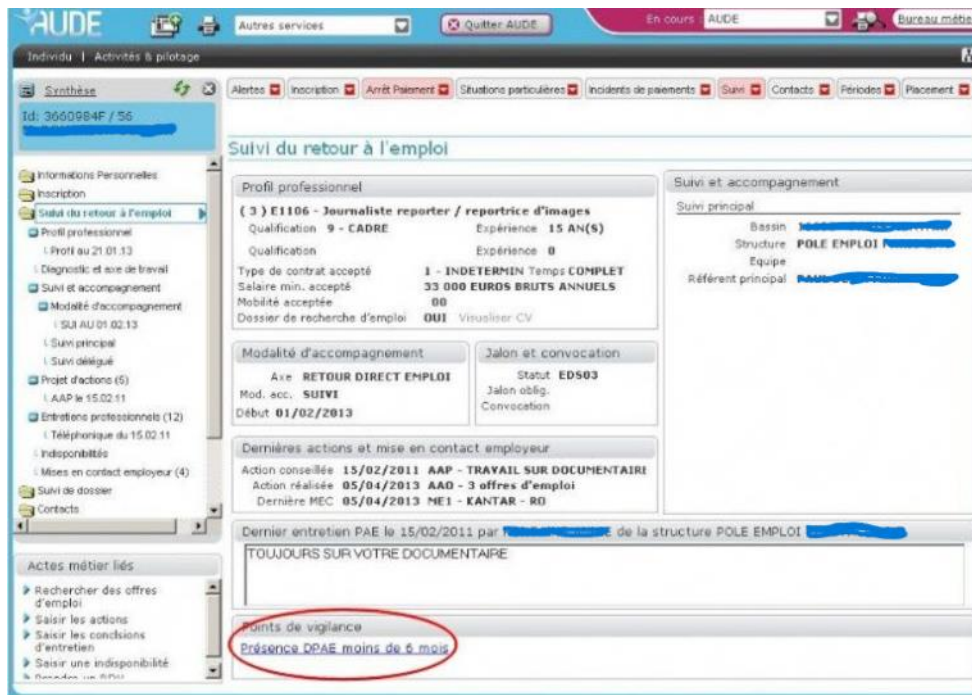 AUDE
Autres services
Quitter AUDE
En cours AUDE
Bureau métie
Individu | Activités & pilotage
Synthèse
Id: 3660984F / 56
Alertes Inscription Arrêt Paiement Situations particulières Incidents de paiements Suivi Contacts Périodes Placement
Informations Personnelles
Inscription
Suivi du retour à l'emploi
Profil professionnel
Profil au 21.01.13
Diagnostic et axe de travail
Suivi et accompagnement
Modalité d'accompagnement
SUI AU 01.02.13
Suivi principal
Suivi délégué
Projet d'actions (5)
AAP le 15.02.11
Entretiens professionnels (12)
Téléphonique du 15.02.11
Indisponibilités
Mises en contact employeur (4)
Suivi de dossier
Contacts
Actes métier liés
Rechercher des offres
d'emploi
Saisir les actions
Saisir les conclsions
d'entretien
Saisir une indisponibilité
Prendre un RDV
Suivi du retour à l'emploi
Profil professionnel
( 3 ) E1106 - Journaliste reporter / reportrice d'images
Qualification 9 - CADRE Expérience 15 AN(S)
Qualification Expérience 0
Type de contrat accepté 1 - INDETERMIN Temps COMPLET
Salaire min. accepté 33 000 EUROS BRUTS ANNUELS
Mobilité acceptée 00
Dossier de recherche d'emploi OUI Visualiser CV
Suivi et accompagnement
Suivi principal
Bassin
Structure POLE EMPLOI
Equipe
Référent principal
Modalité d'accompagnement
Axe RETOUR DIRECT EMPLOI
Mod. acc. SUIVI
Début 01/02/2013
Jalon et convocation
Statut EDS03
Jalon oblig.
Convocation
Dernières actions et mise en contact employeur
Action conseillée 15/02/2011 AAP - TRAVAIL SUR DOCUMENTAIRE
Action réalisée 05/04/2013 AAO - 3 offres d'emploi
Dernière MEC 05/04/2013 ME1 - KANTAR - RO
Dernier entretien PAE le 15/02/2011 par de la structure POLE EMPLOI
TOUJOURS SUR VOTRE DOCUMENTAIRE
Points de vigilance
Présence DPAE moins de 6 mois